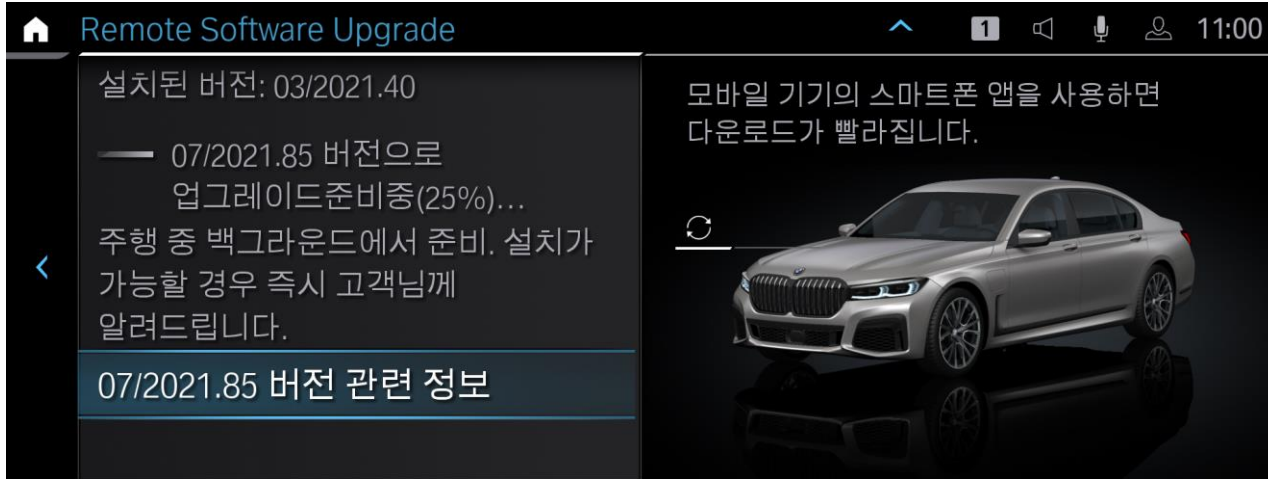 Remote Software Upgrade
1
11:00
설치된 버전: 03/2021.40
07/2021.85 버전으로
업그레이드준비중(25%)...
주행 중 백그라운드에서 준비. 설치가
가능할 경우 즉시 고객님께
알려드립니다.
07/2021.85 버전 관련 정보
모바일 기기의 스마트폰 앱을 사용하면
다운로드가 빨라집니다.